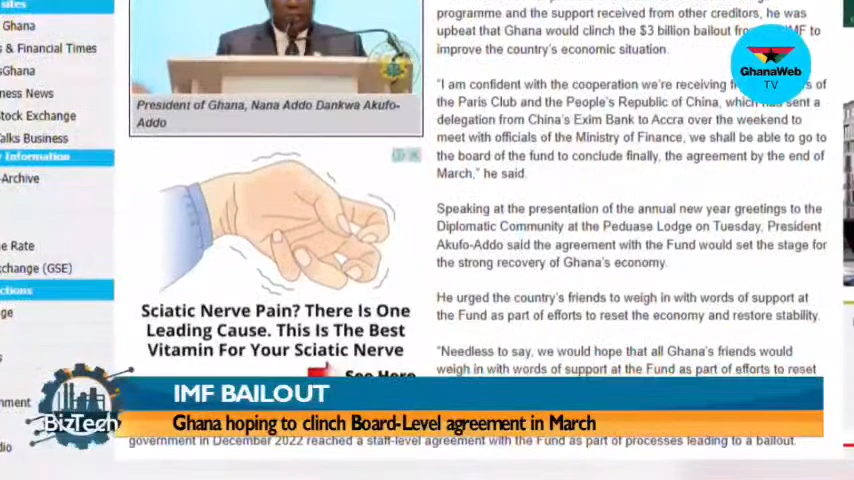 sites
Ghana
s & Financial Times
sGhana
ness News
tock Exchange
Talks Business
y Information
-Archive
ge Rate
xchange (GSE)
ctions
ge
nment
dio
President of Ghana, Nana Addo Dankwa Akufo-
Addo
Sciatic Nerve Pain? There Is One
Leading Cause. This Is The Best
Vitamin For Your Sciatic Nerve
See Here
programme and the support received from other creditors, he was
upbeat that Ghana would clinch the $3 billion bailout MF to
improve the country's economic situation.
"I am confident with the cooperation we're receiving of
the Paris Club and the People's Republic of China, which has sent a
delegation from China's Exim Bank to Accra over the weekend to
meet with officials of the Ministry of Finance, we shall be able to go to
the board of the fund to conclude finally, the agreement by the end of
March," he said.
Speaking at the presentation of the annual new year greetings to the
Diplomatic Community at the Peduase Lodge on Tuesday, President
Akufo-Addo said the agreement with the Fund would set the stage for
the strong recovery of Ghana's economy.
He urged the country's friends to weigh in with words of support at
the Fund as part of efforts to reset the economy and restore stability.
"Needless to say, we would hope that all Ghana's friends would
weigh in with words of support at the Fund as part of efforts to reset
government in December 2022 reached a staff-level agreement with the Fund as part of processes leading to a bailout.
GhanaWeb
TV
BizTech
IMF BAILOUT
Ghana hoping to clinch Board-Level agreement in March